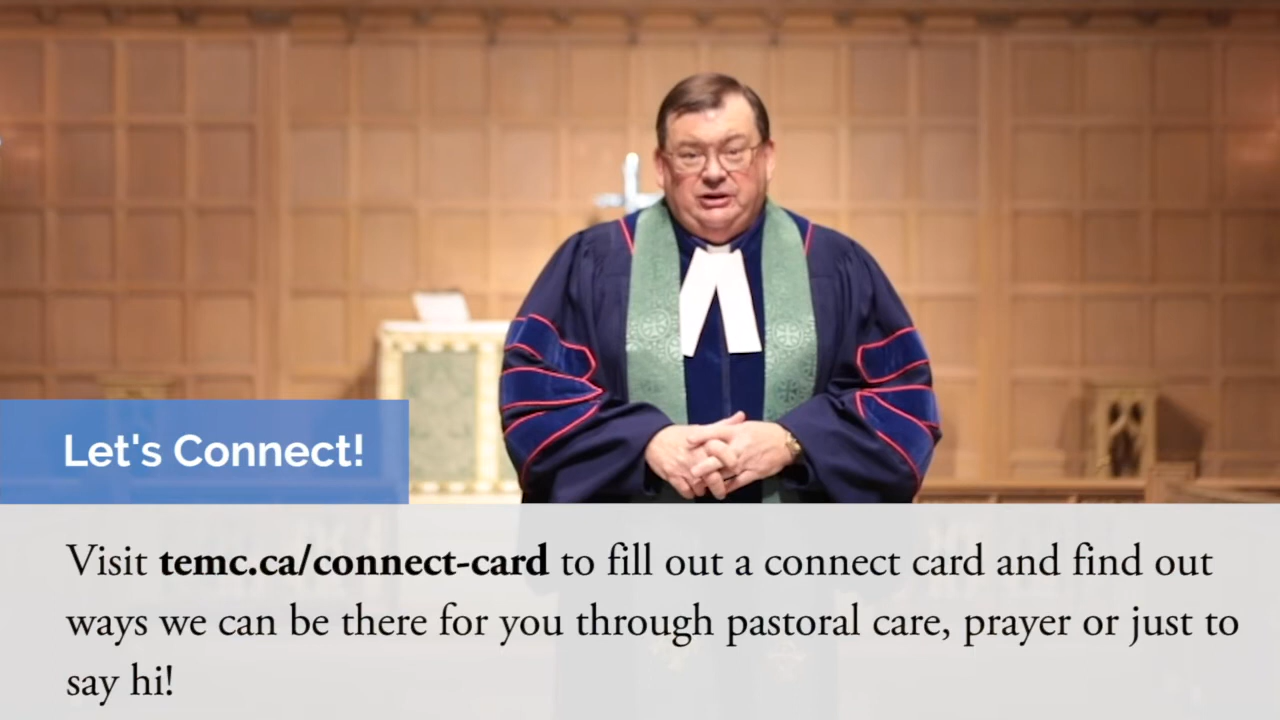 Let's Connect!
Visit temc.ca/connect-card to fill out a connect card and find out
ways we can be there for you through pastoral care, prayer or just to
say hi!